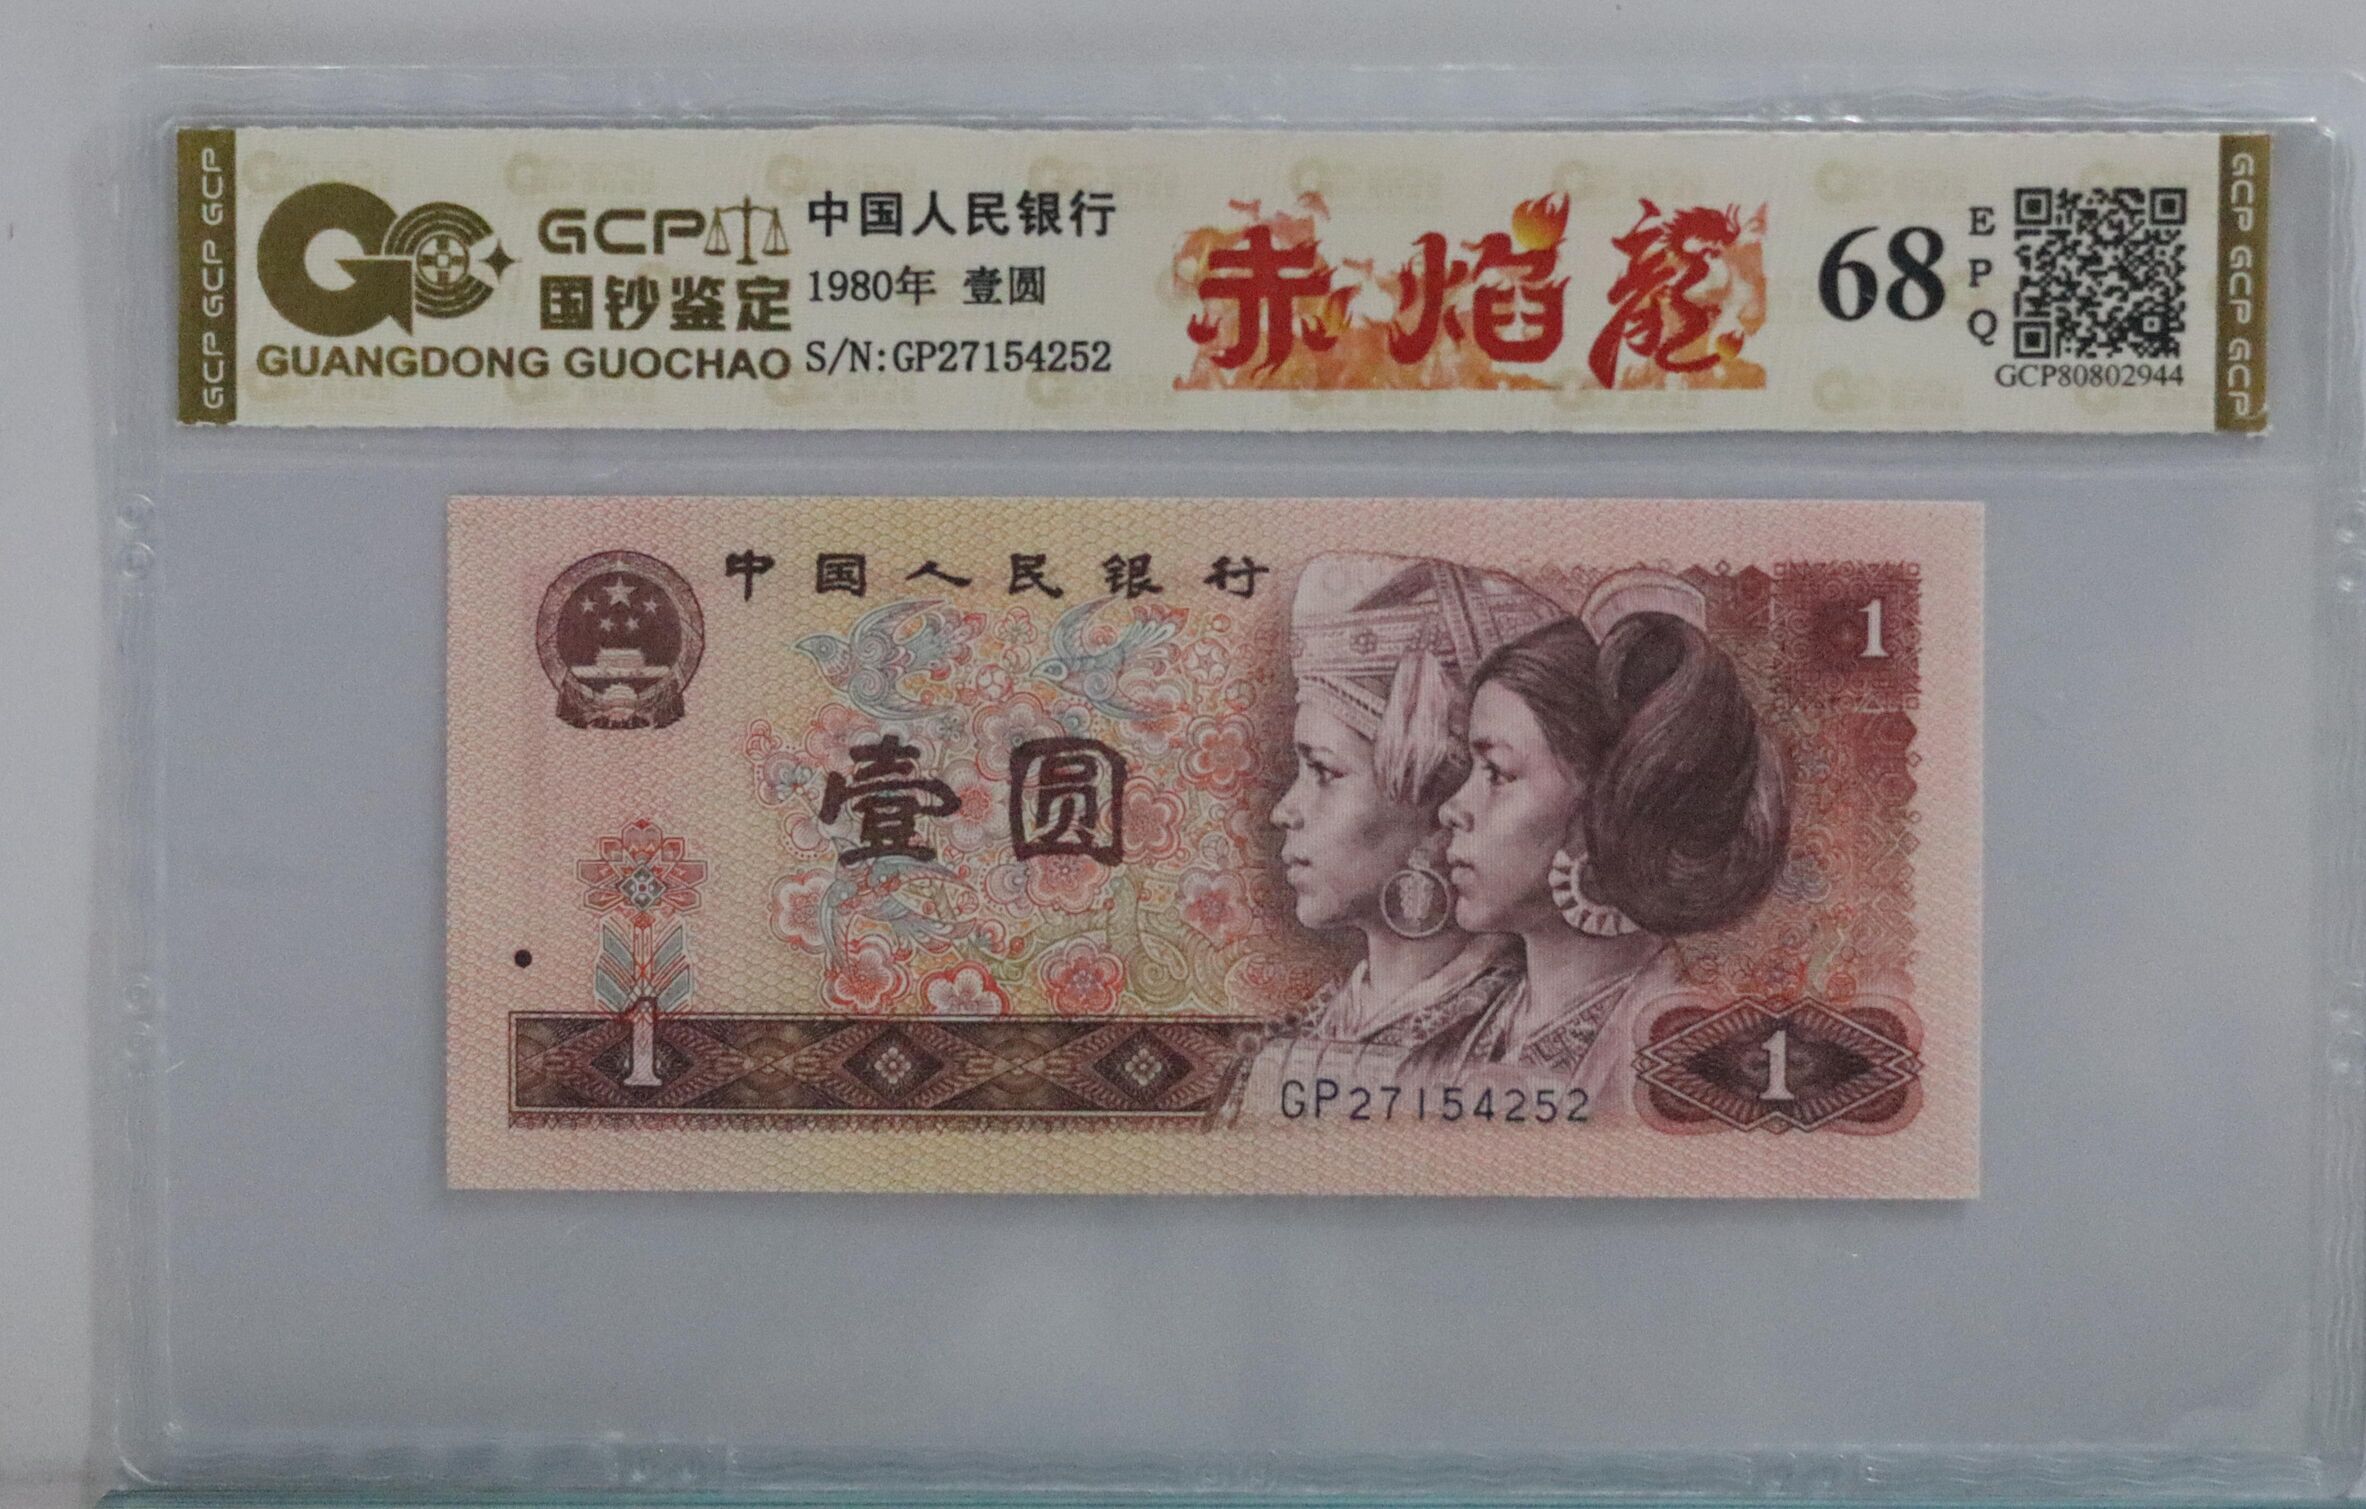 GCP GCP GCP
GCP
国钞鉴定
GUANGDONG GUOCHAO
中国人民银行
1980年 壹圆
S/N:GP27154252
赤焰龍
68
EPQ
GCP80802944
GCP GCP GCP
中国人民银行
1
壹圆
1
1
GP27154252